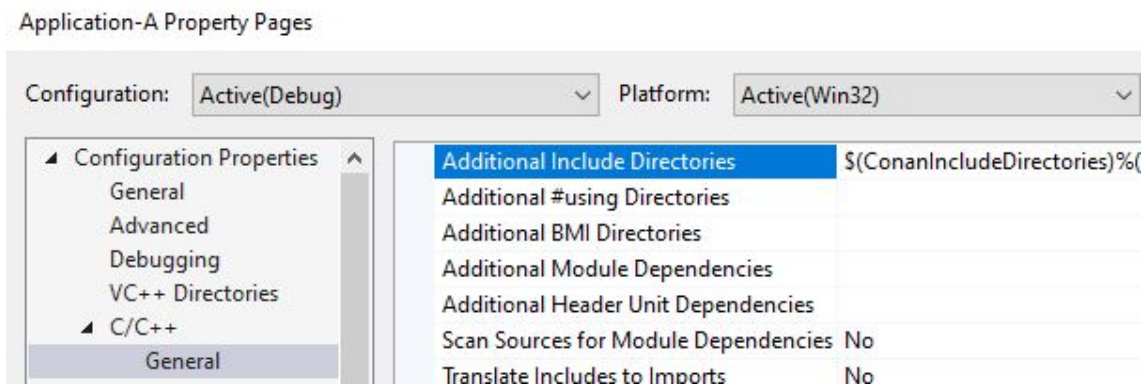 Application-A Property Pages
Configuration: Active(Debug) Platform: Active(Win32)
Configuration Properties
General
Advanced
Debugging
VC++ Directories
C/C++
General
Additional Include Directories $(ConanIncludeDirectories)%(
Additional #using Directories
Additional BMI Directories
Additional Module Dependencies
Additional Header Unit Dependencies
Scan Sources for Module Dependencies No
Translate Includes to Imports No